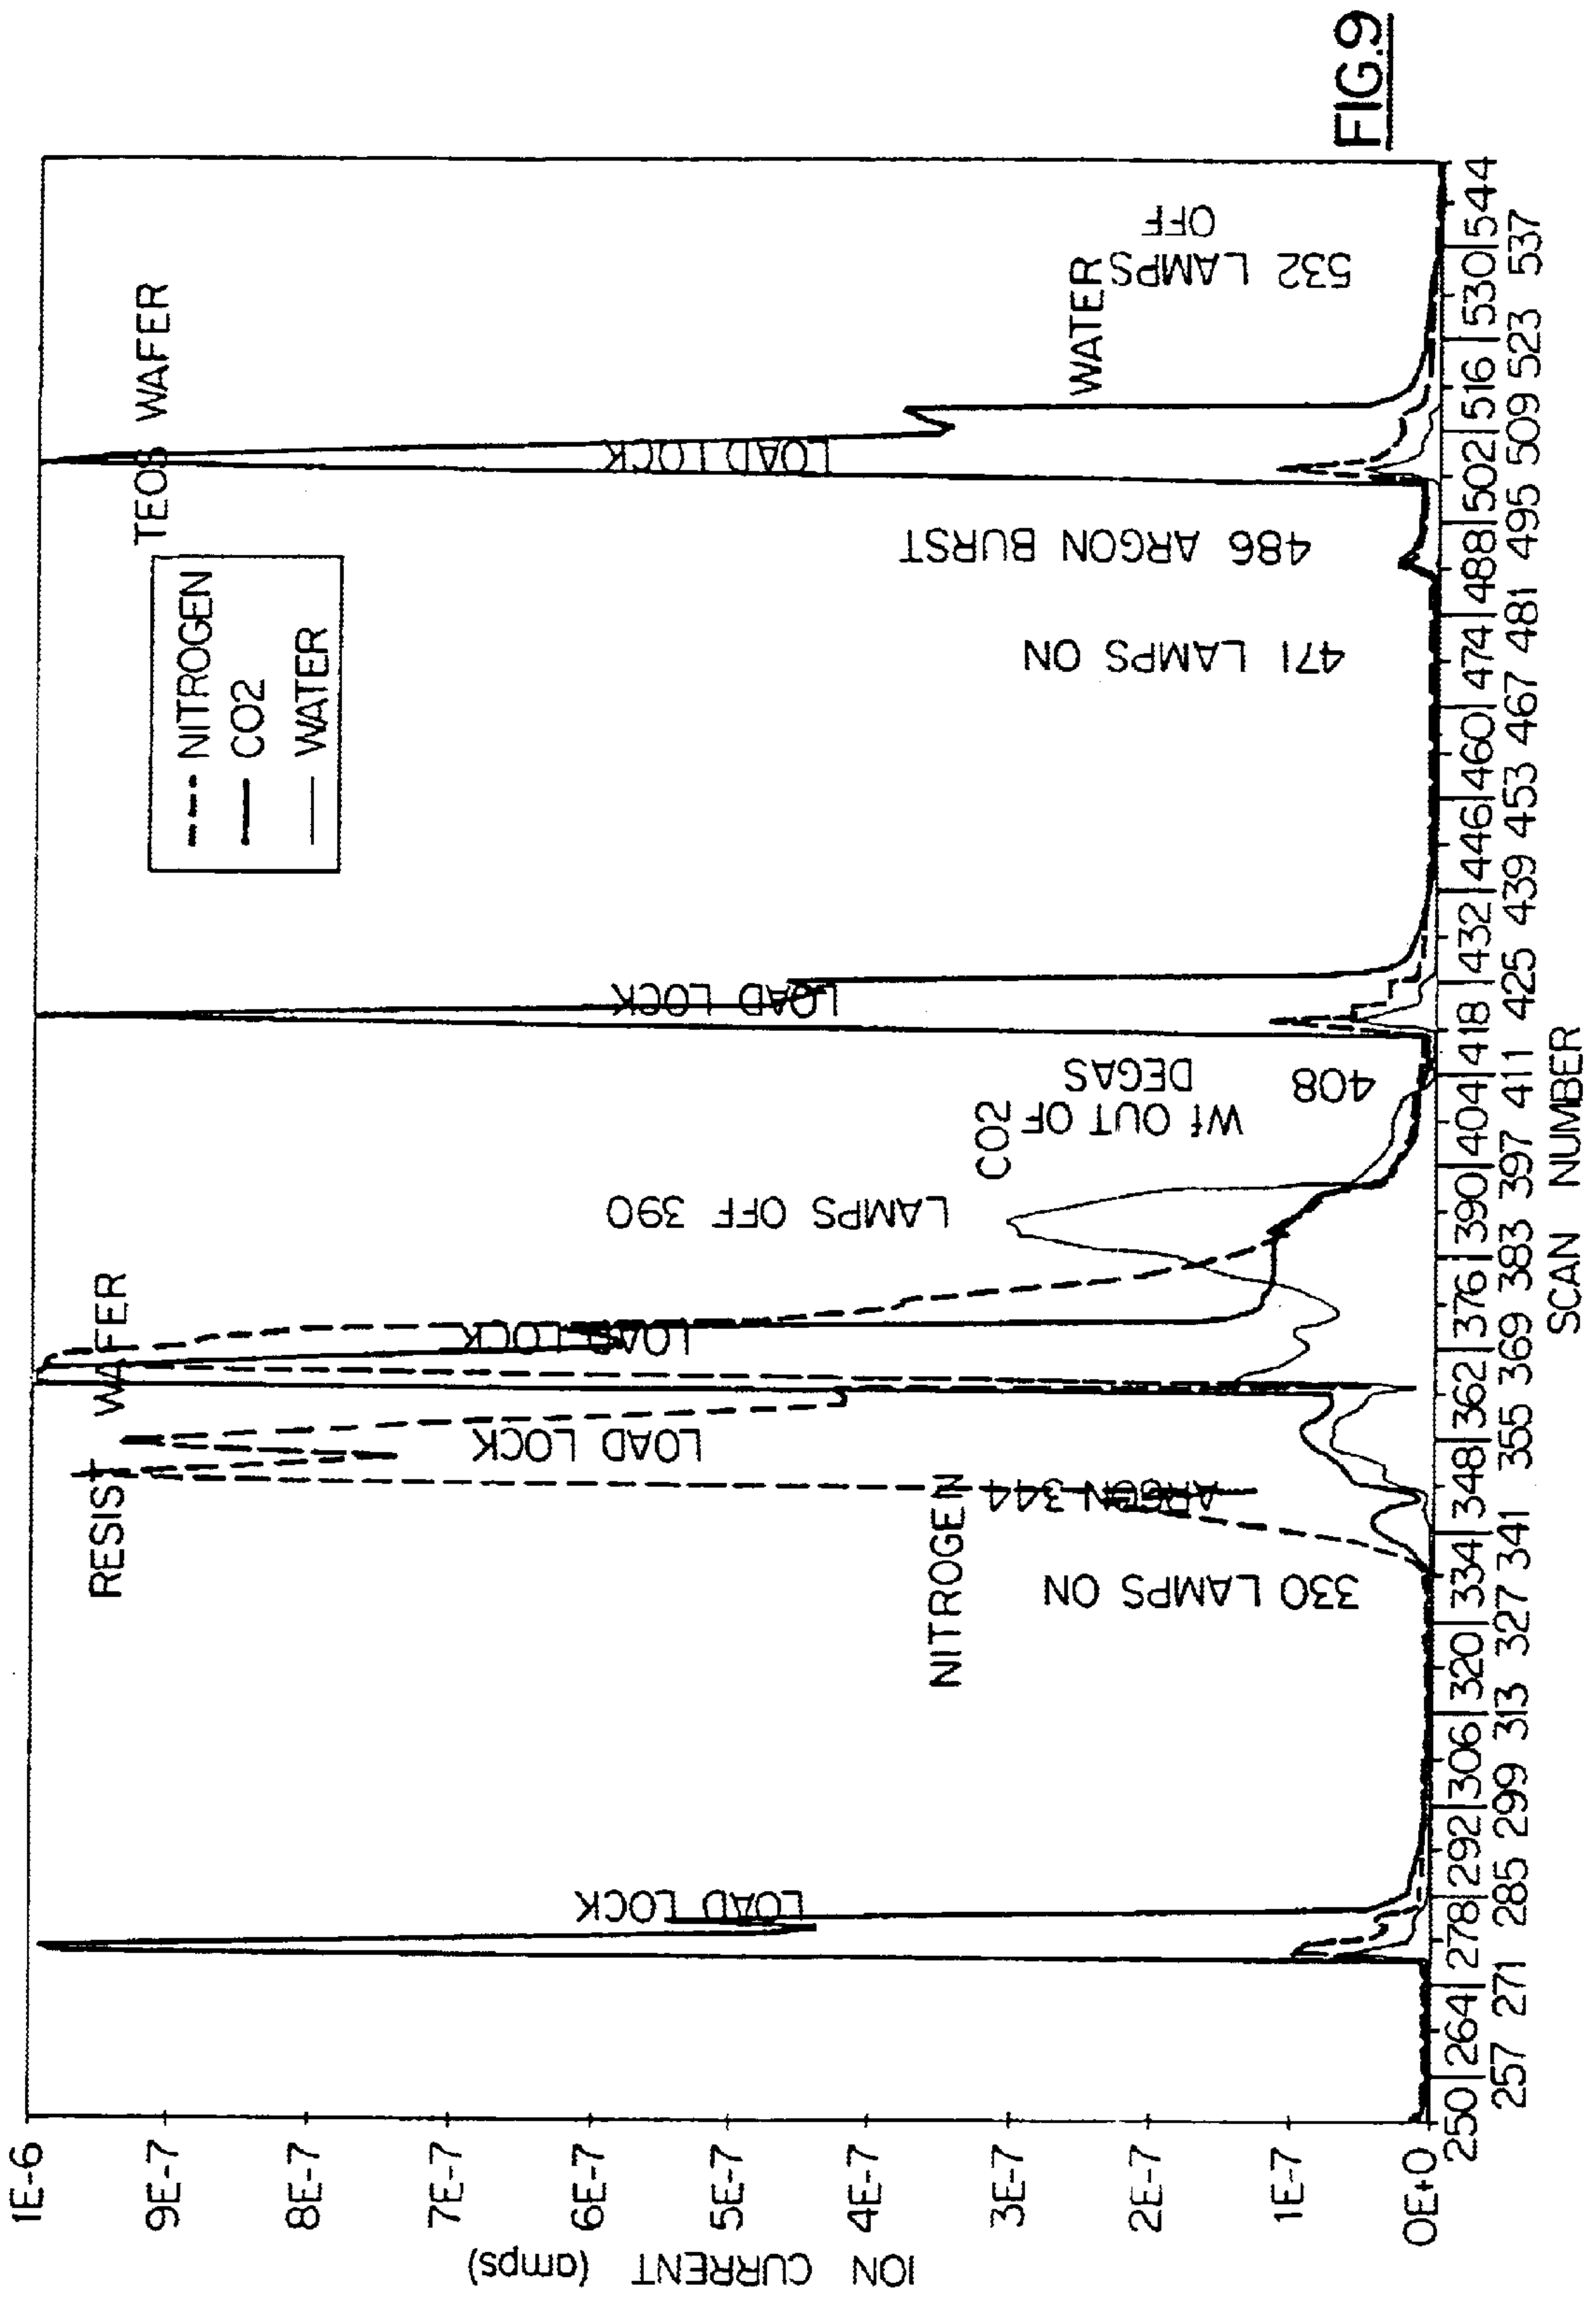 FIG.9
ION CURRENT (amps)
1E-6
9E-7
8E-7
7E-7
6E-7
5E-7
4E-7
3E-7
2E-7
1E-7
0E+0
RESIST WAFER
TEOS WAFER
NITROGEN
CO2
WATER
LOAD LOCK
LOAD LOCK
LOAD LOCK
LOAD LOCK
LOAD LOCK
NITROGEN
330 LAMPS ON
ARGON 344
LAMPS OFF 390
CO2
Wf OUT OF
DEGAS
408
471 LAMPS ON
486 ARGON BURST
WATER
532 LAMPS
OFF
250 264 278 292 306 320 334 348 362 376 390 404 418 432 446 460 474 488 502 516 530 544
257 271 285 299 313 327 341 355 369 383 397 411 425 439 453 467 481 495 509 523 537
SCAN NUMBER